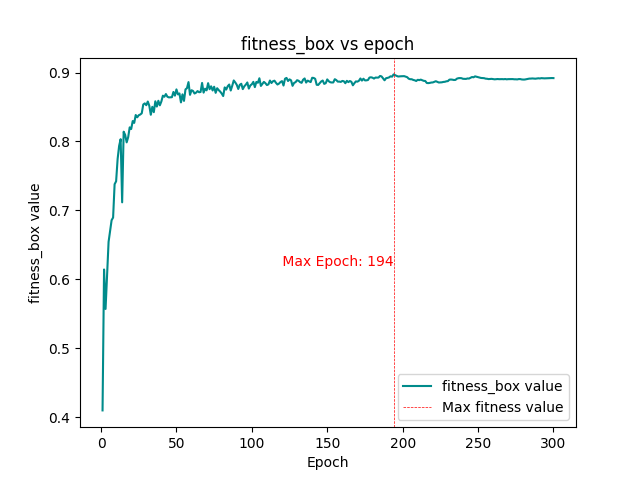 fitness_box vs epoch
fitness_box value
0.9
0.8
0.7
0.6
0.5
0.4
Max Epoch: 194
fitness_box value
Max fitness value
0
50
100
150
200
250
300
Epoch